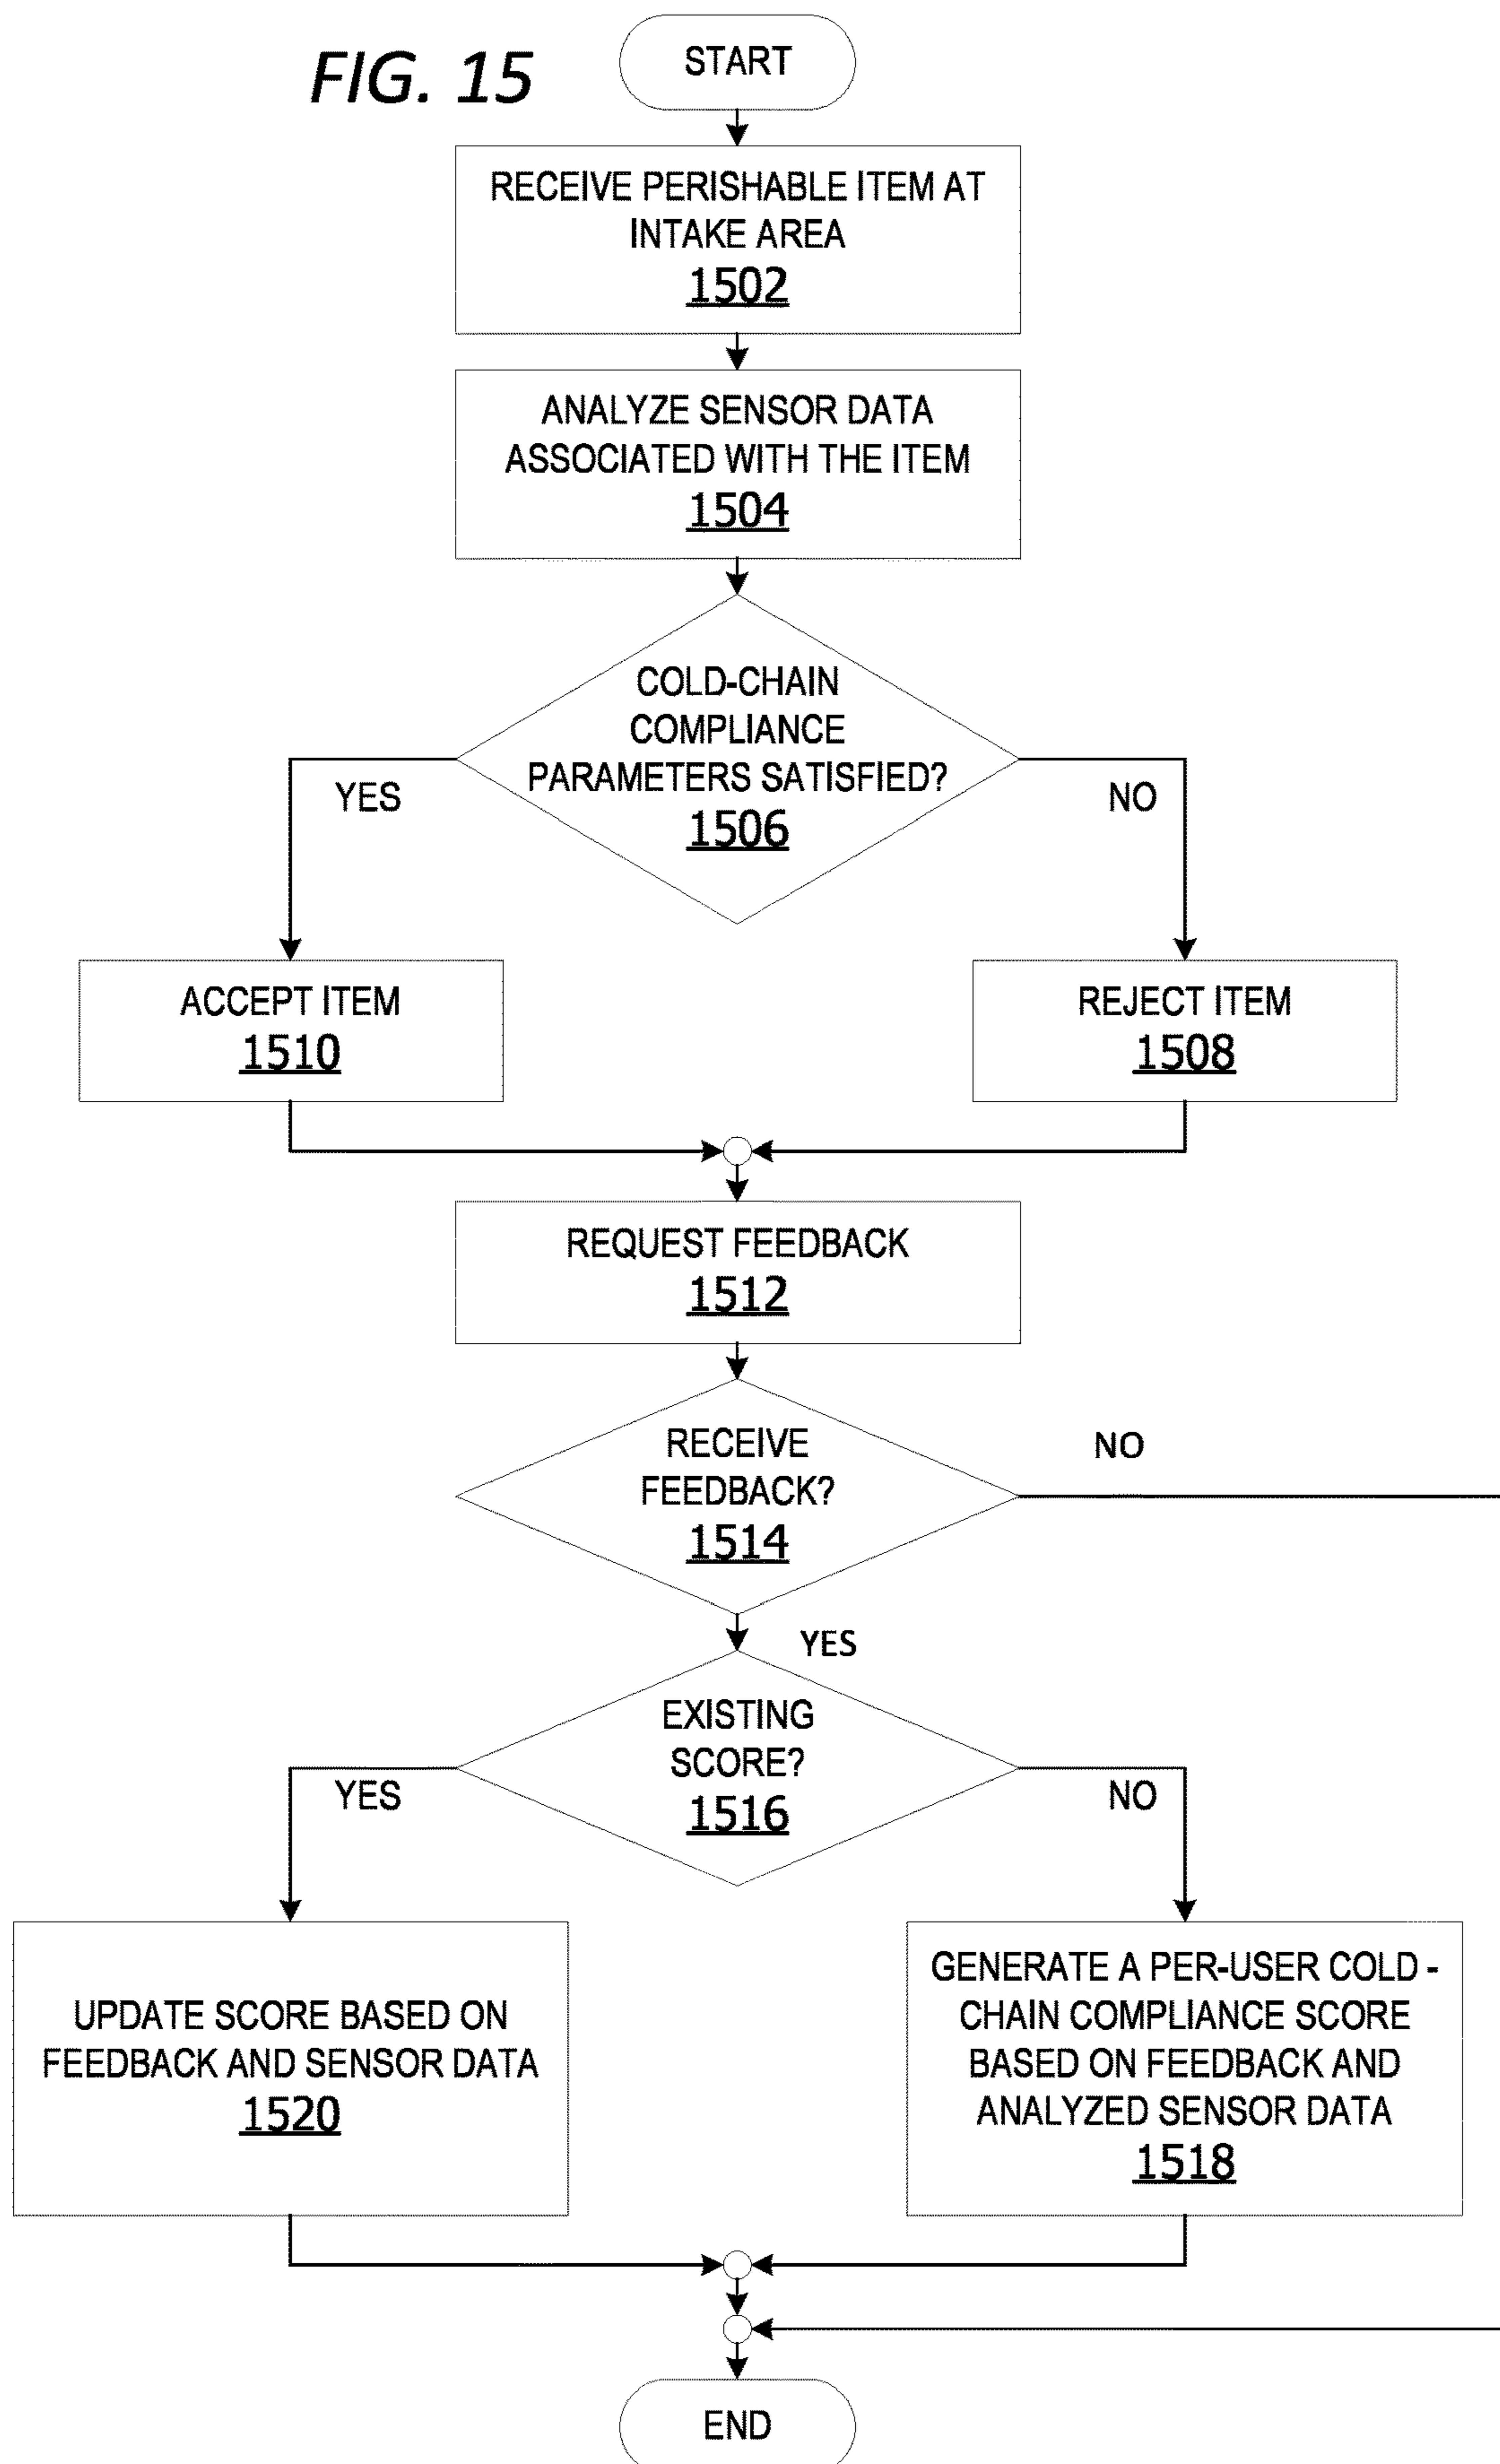 FIG. 15
START
RECEIVE PERISHABLE ITEM AT
INTAKE AREA
1502
ANALYZE SENSOR DATA
ASSOCIATED WITH THE ITEM
1504
COLD-CHAIN
COMPLIANCE
PARAMETERS SATISFIED?
1506
YES
NO
ACCEPT ITEM
1510
REJECT ITEM
1508
REQUEST FEEDBACK
1512
RECEIVE
FEEDBACK?
1514
NO
YES
EXISTING
SCORE?
1516
YES
NO
UPDATE SCORE BASED ON
FEEDBACK AND SENSOR DATA
1520
GENERATE A PER-USER COLD -
CHAIN COMPLIANCE SCORE
BASED ON FEEDBACK AND
ANALYZED SENSOR DATA
1518
END